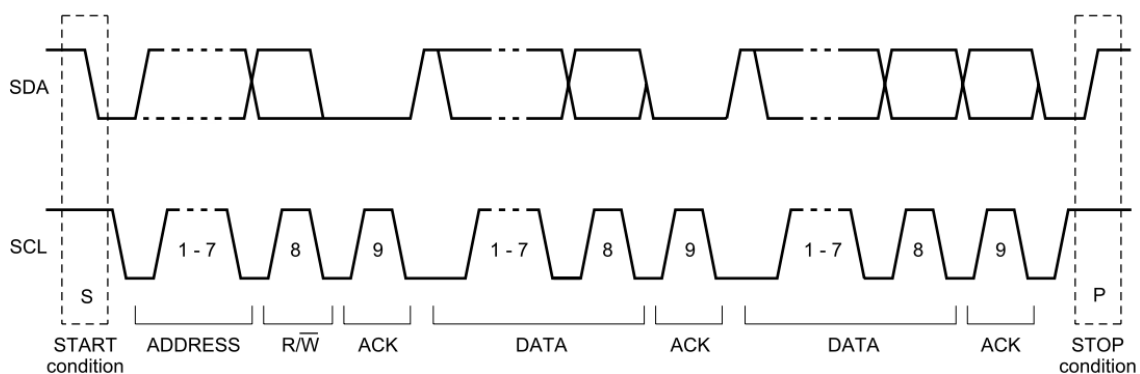 SDA
SCL
1 - 7
8
9
1 - 7
8
9
1 - 7
8
9
S
P
START
condition
ADDRESS
R/W̅
ACK
DATA
ACK
DATA
ACK
STOP
condition